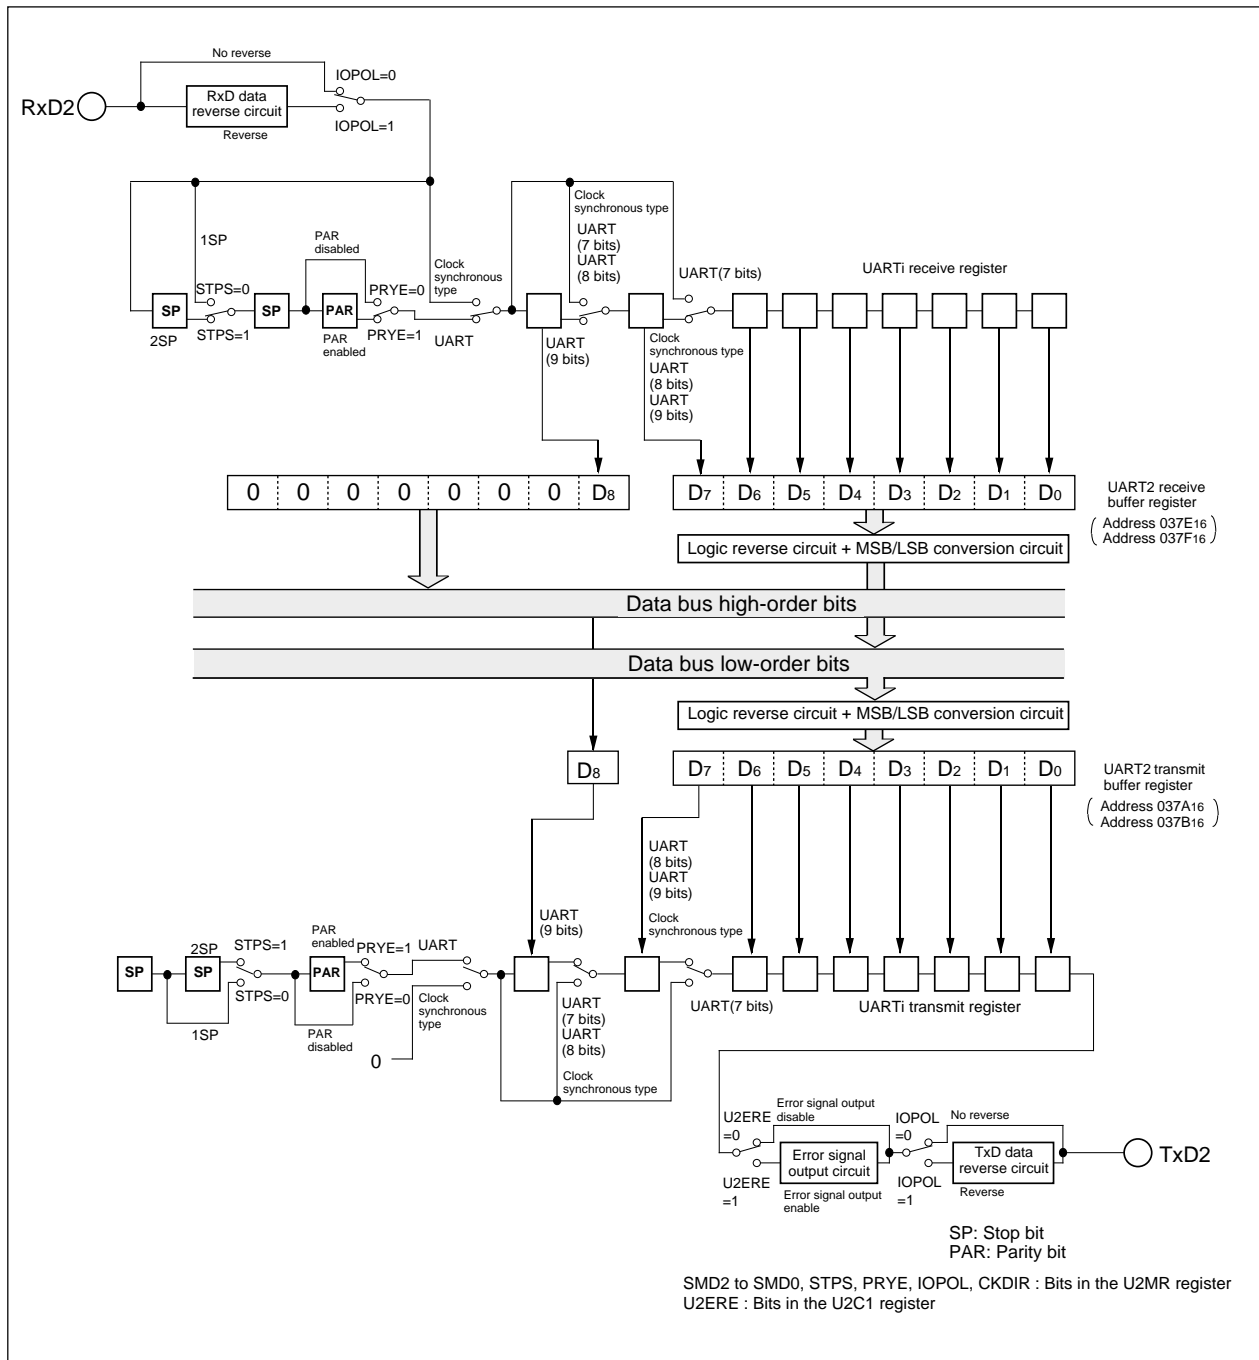 No reverse
RxD2
RxD data
reverse circuit
Reverse
IOPOL=0
IOPOL=1
1SP
PAR
disabled
Clock
synchronous
type
Clock
synchronous type
UART
(7 bits)
UART
(8 bits)
UART(7 bits)
UARTi receive register
STPS=0
PRYE=0
SP
SP
PAR
2SP
STPS=1
PAR
enabled
PRYE=1
UART
UART
(9 bits)
Clock
synchronous type
UART
(8 bits)
UART
(9 bits)
0 0 0 0 0 0 0 D8
D7 D6 D5 D4 D3 D2 D1 D0
UART2 receive
buffer register
Address 037E16
Address 037F16
Logic reverse circuit + MSB/LSB conversion circuit
Data bus high-order bits
Data bus low-order bits
Logic reverse circuit + MSB/LSB conversion circuit
D8
D7 D6 D5 D4 D3 D2 D1 D0
UART2 transmit
buffer register
Address 037A16
Address 037B16
UART
(8 bits)
UART
(9 bits)
Clock
synchronous type
UART
(9 bits)
PAR
enabled
2SP
STPS=1
PRYE=1
UART
SP
SP
PAR
STPS=0
PRYE=0
1SP
PAR
disabled
Clock
synchronous
type
0
UART
(7 bits)
UART
(8 bits)
Clock
synchronous type
UART(7 bits)
UARTi transmit register
U2ERE
=0
Error signal output
disable
IOPOL
=0
No reverse
Error signal
output circuit
TxD data
reverse circuit
TxD2
U2ERE
=1
Error signal output
enable
IOPOL
=1
Reverse
SP: Stop bit
PAR: Parity bit
SMD2 to SMD0, STPS, PRYE, IOPOL, CKDIR : Bits in the U2MR register
U2ERE : Bits in the U2C1 register